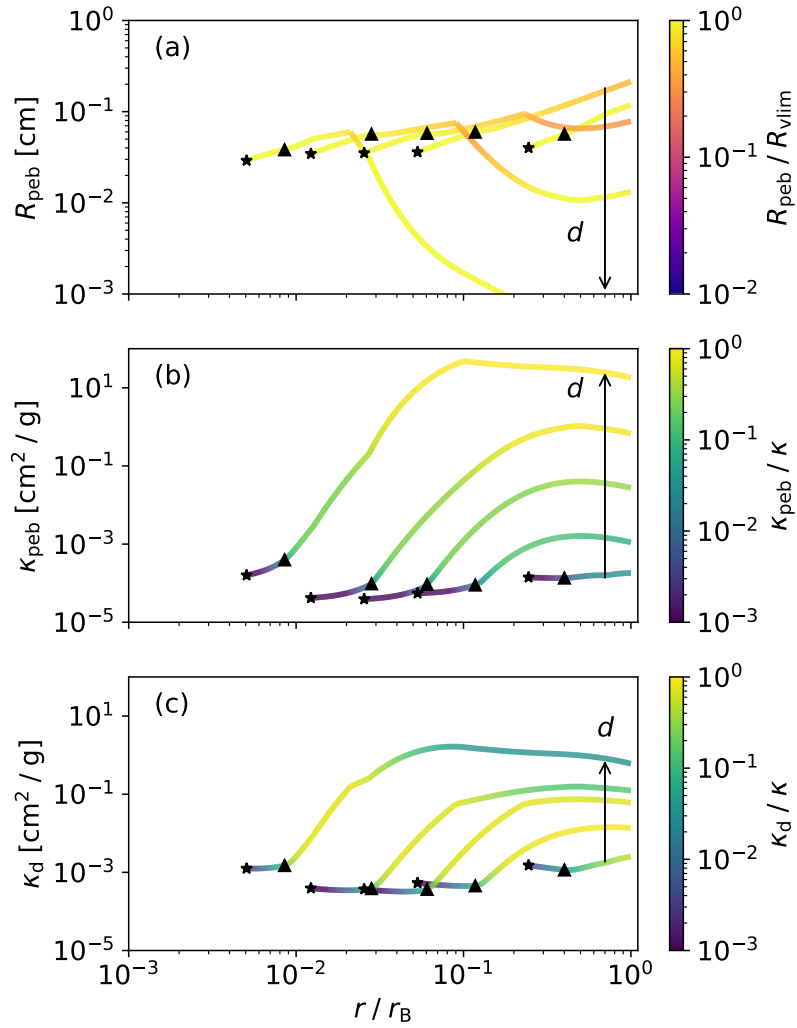 (a)
R_peb [cm]
10^0
10^-1
10^-2
10^-3
d
10^0
10^-1
10^-2
R_peb / R_vlim
(b)
κ_peb [cm^2 / g]
10^1
10^-1
10^-3
10^-5
d
10^0
10^-1
10^-2
10^-3
κ_peb / κ
(c)
κ_d [cm^2 / g]
10^1
10^-1
10^-3
10^-5
d
10^0
10^-1
10^-2
10^-3
κ_d / κ
10^-3
10^-2
10^-1
10^0
r / r_B